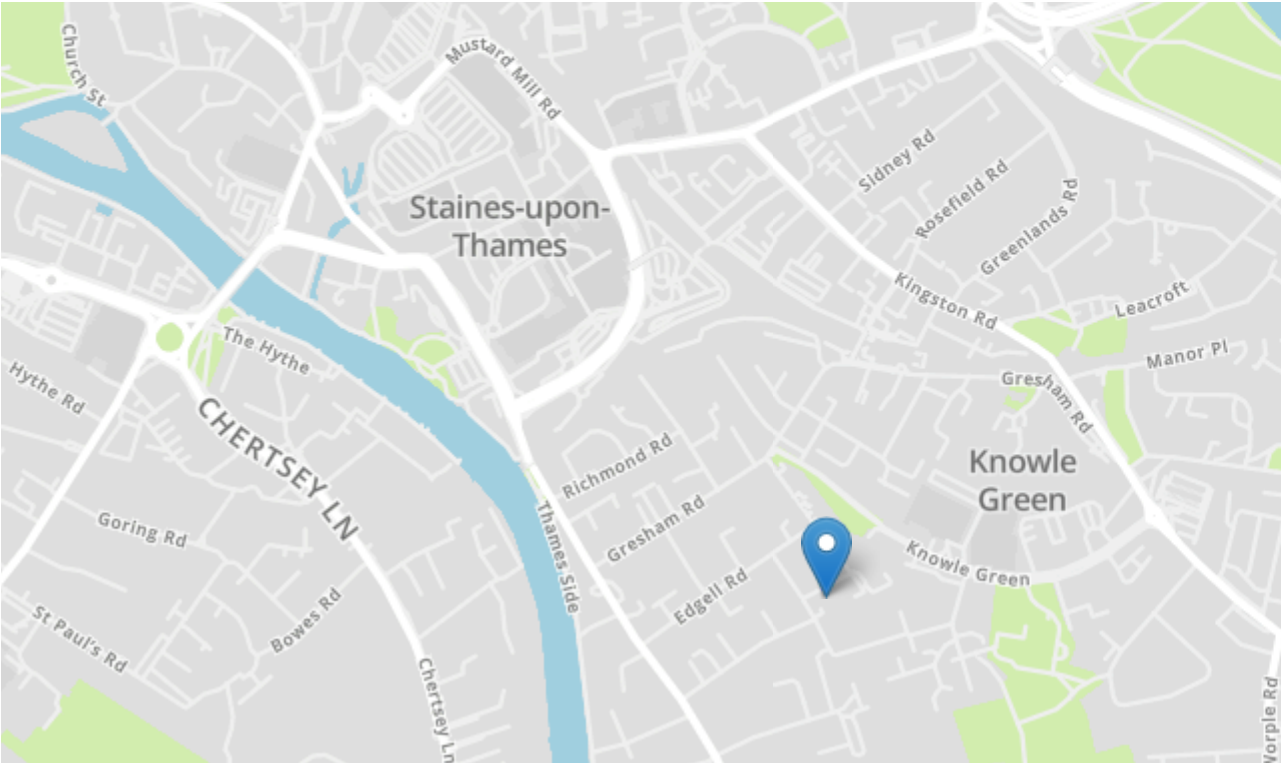 Church St
Mustard Mill Rd
Sidney Rd
Rosefield Rd
Greenlands Rd
Staines-upon-
Thames
Kingston Rd
Leacroft
The Hythe
Manor Pl
Hythe Rd
Gresham Rd
CHERTSEY LN
Richmond Rd
Knowle
Green
Gresham Rd
Goring Rd
Thames Side
Knowle Green
Edgell Rd
Bowes Rd
St Paul's Rd
Chertsey Ln
Worple Rd